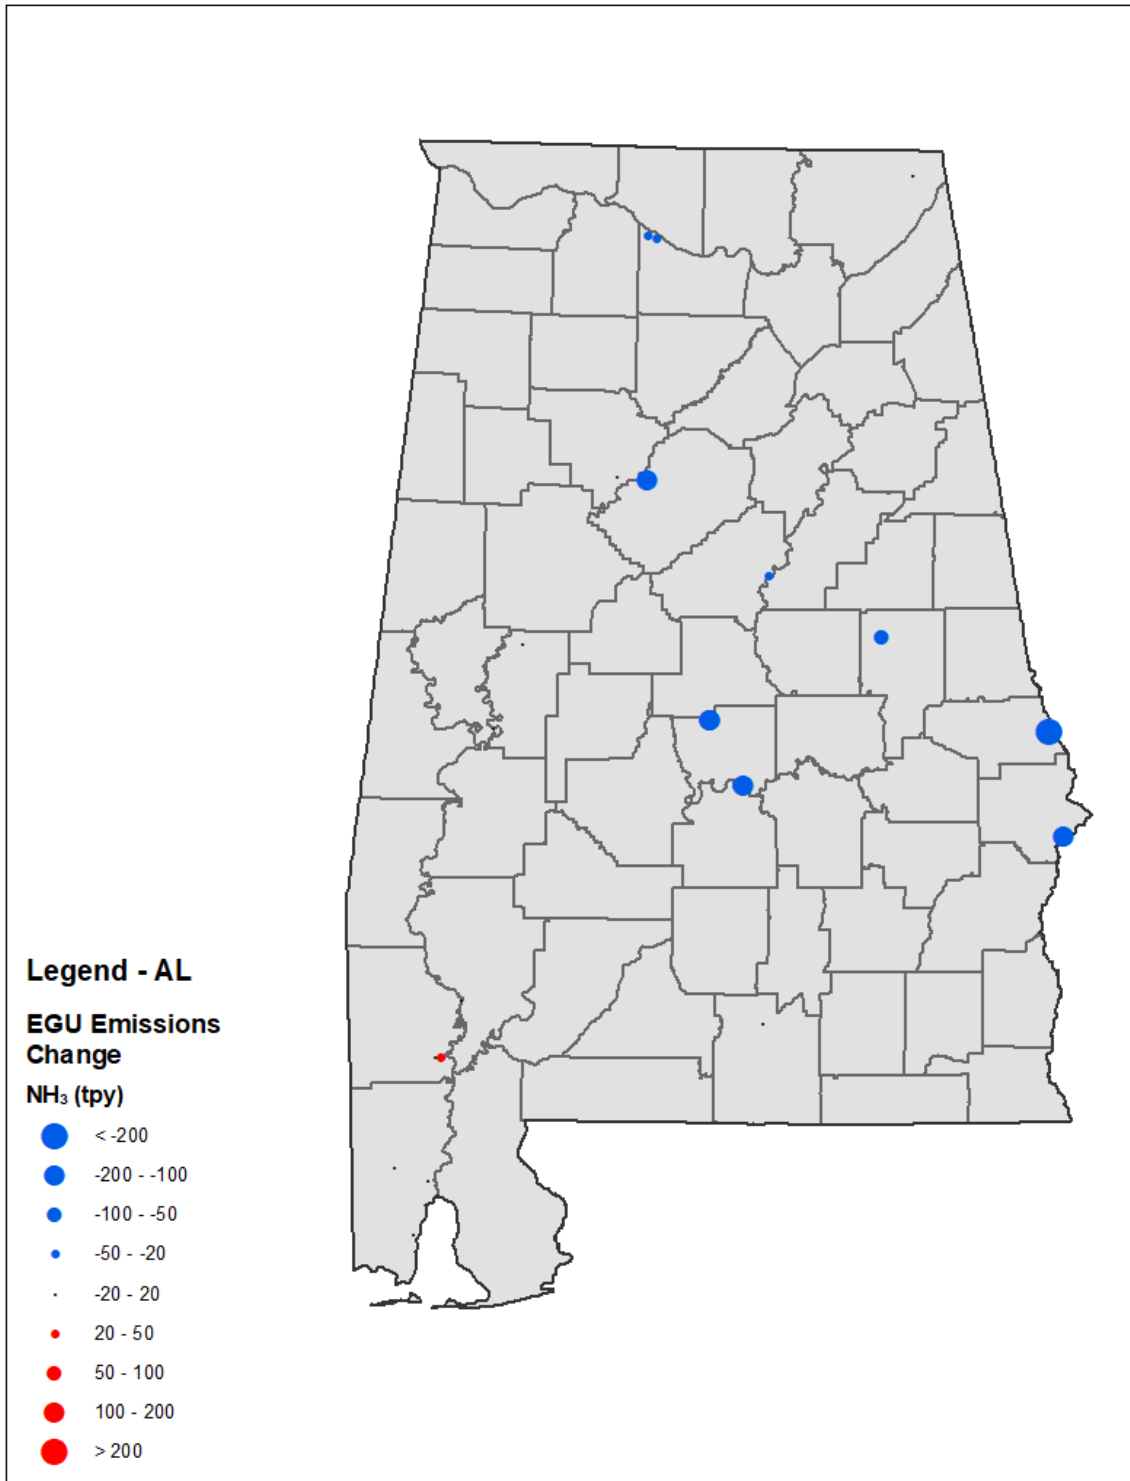 Legend - AL
EGU Emissions
Change
NH₃ (tpy)
< -200
-200 - -100
-100 - -50
-50 - -20
-20 - 20
20 - 50
50 - 100
100 - 200
> 200